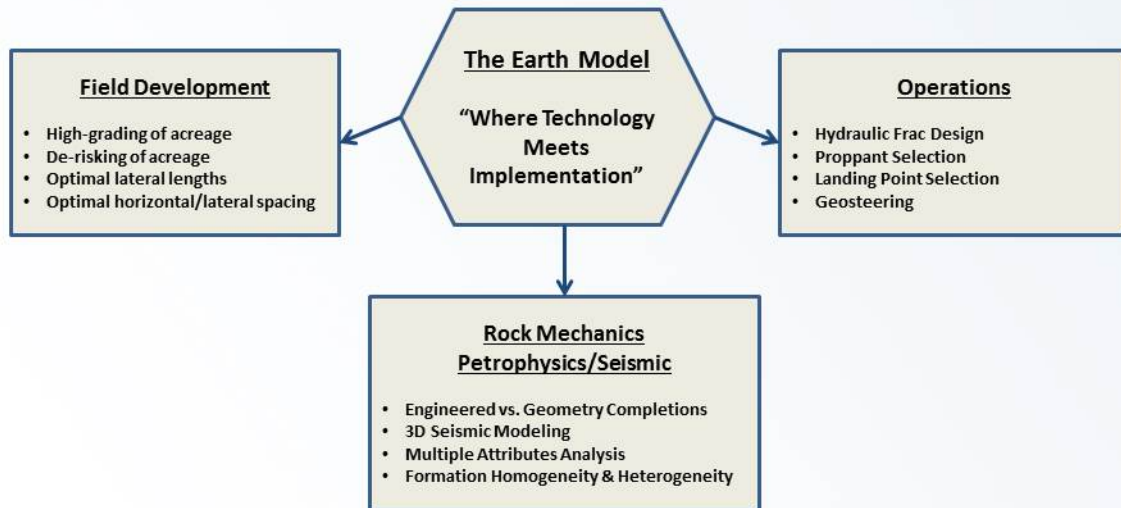 The Earth Model
“Where Technology
Meets
Implementation”
Field Development
• High-grading of acreage
• De-risking of acreage
• Optimal lateral lengths
• Optimal horizontal/lateral spacing
Operations
• Hydraulic Frac Design
• Proppant Selection
• Landing Point Selection
• Geosteering
Rock Mechanics
Petrophysics/Seismic
• Engineered vs. Geometry Completions
• 3D Seismic Modeling
• Multiple Attributes Analysis
• Formation Homogeneity & Heterogeneity